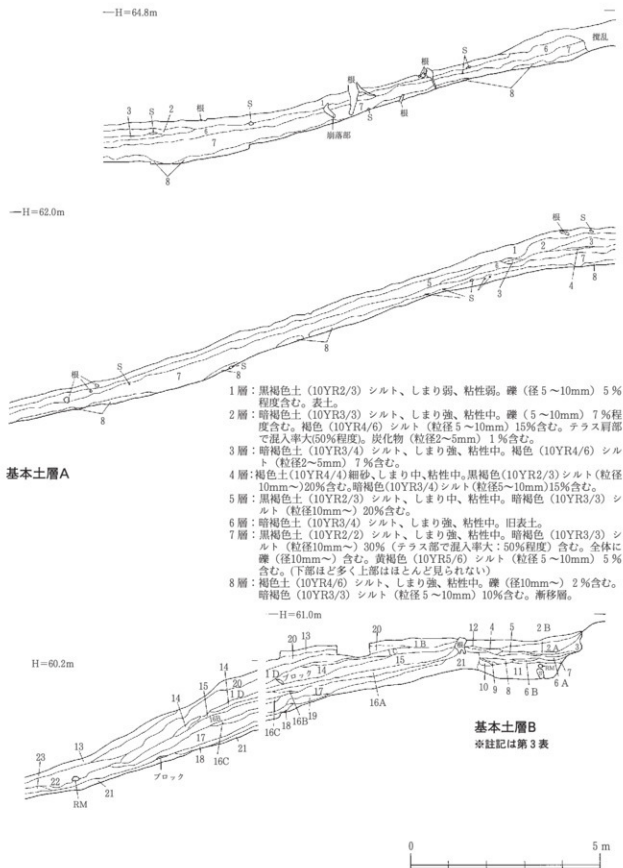 H=64.8m
撹乱
S
6
7
根
根
8
S
3
S
2
根
S
7
S
根
崩落部
4
7
8
H=62.0m
根
S
1
2
3
7
8
5
S
3
4
根
S
7
8
S
8
8
1層：黒褐色土（10YR2/3）シルト、しまり弱、粘性弱。礫（径5～10mm）5％
程度含む。表土。
2層：暗褐色土（10YR3/3）シルト、しまり強、粘性中。礫（5～10mm）7％程
度含む。褐色（10YR4/6）シルト（粒径5～10mm）15％含む。テラス肩部
で混入率大(50％程度)。炭化物（粒径2～5mm）1％含む。
3層：暗褐色土（10YR3/4）シルト、しまり強、粘性中。褐色（10YR4/6）シル
ト（粒径2～5mm）7％含む。
4層：褐色土（10YR4/4）細砂、しまり中、粘性中。黒褐色（10YR2/3）シルト（粒径
10mm～）20％含む。暗褐色（10YR3/4）シルト（粒径5～10mm）15％含む。
5層：黒褐色土（10YR2/3）シルト、しまり中、粘性中。暗褐色（10YR3/3）シ
ルト（粒径10mm～）20％含む。
6層：暗褐色土（10YR3/4）シルト、しまり強、粘性中。旧表土。
7層：黒褐色土（10YR2/2）シルト、しまり強、粘性中。暗褐色（10YR3/3）シ
ルト（粒径10mm～）30％（テラス部で混入率大：50％程度）含む。全体に
礫（径10mm～）含む。黄褐色（10YR5/6）シルト（粒径5～10mm）5％
含む。（下部ほど多く上部はほとんど見られない）
8層：褐色土（10YR4/6）シルト、しまり強、粘性中。礫（径10mm～）2％含む。
暗褐色（10YR3/3）シルト（粒径5～10mm）10％含む。漸移層。
基本土層A
H=61.0m
H=60.2m
20
13
20
1B
12
4
5
2B
2A
3
14
20
1D
1D
ブロック
14
15
21
RM
7
6A
10
9
8
11
6B
14
15
16B
17
16C
16A
17
16B
19
18
16C
13
18
21
ブロック
23
22
RM
21
基本土層B
※註記は第3表
0
5m